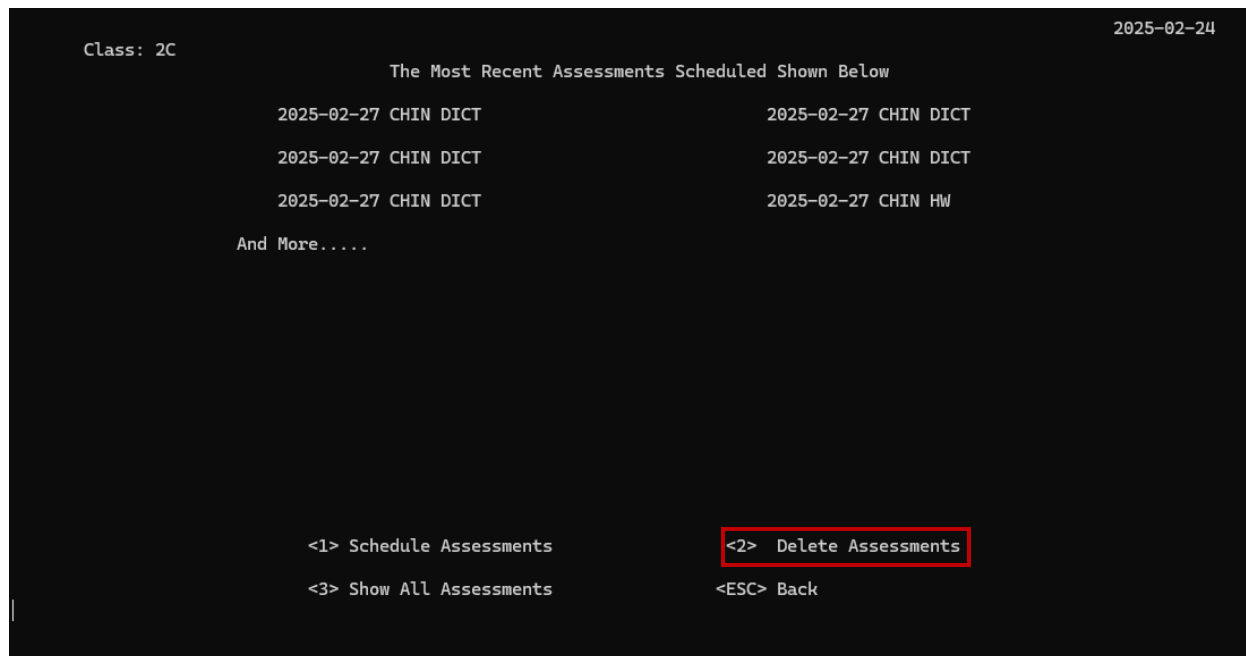 2025-02-24
Class: 2C
The Most Recent Assessments Scheduled Shown Below
2025-02-27 CHIN DICT 2025-02-27 CHIN DICT
2025-02-27 CHIN DICT 2025-02-27 CHIN DICT
2025-02-27 CHIN DICT 2025-02-27 CHIN HW
And More.....
<1> Schedule Assessments <2> Delete Assessments
<3> Show All Assessments <ESC> Back